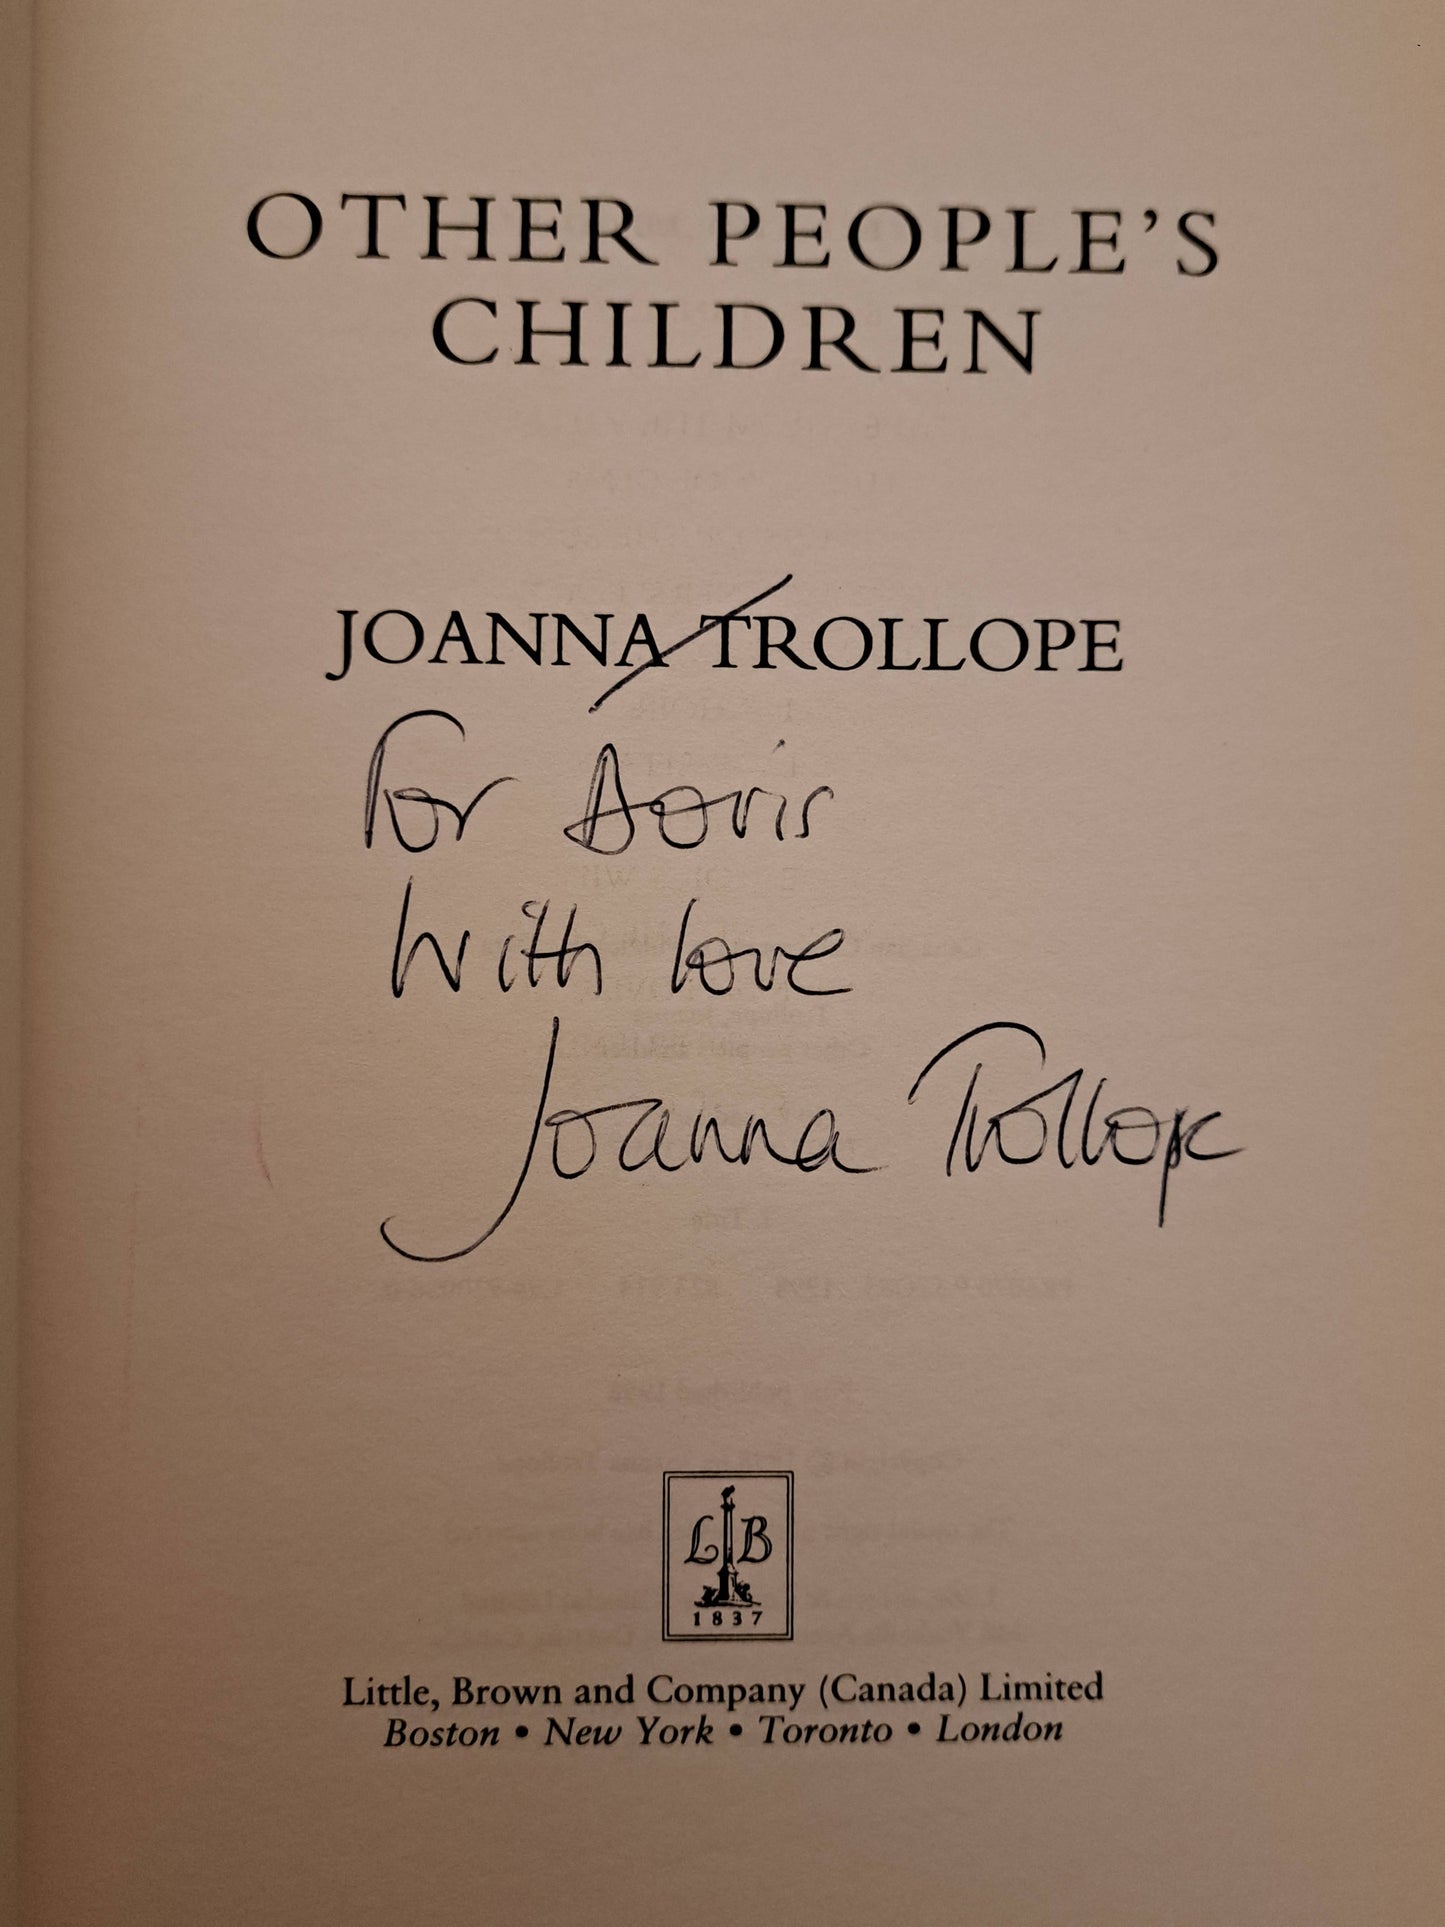 OTHER PEOPLE'S
CHILDREN
JOANNA TROLLOPE
For Doris
With love
Joanna Trollope
L B
1837
Little, Brown and Company (Canada) Limited
Boston • New York • Toronto • London